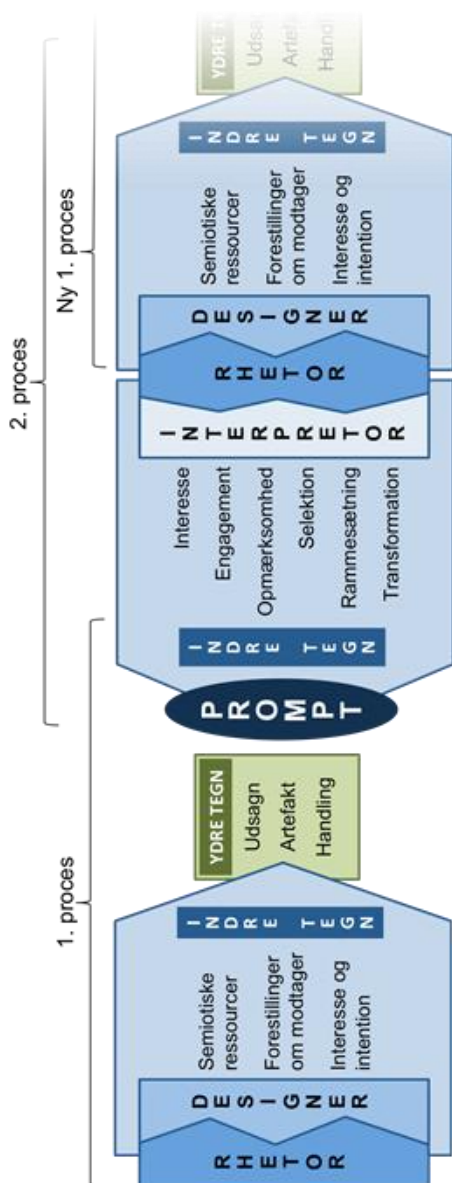 2. proces
1. proces
Ny 1. proces
RHETOR
DESIGNER
Semiotiske
ressourcer
Forestillinger
om modtager
Interesse og
intention
INDRE TEGN
YDRE TEGN
Udsagn
Artefakt
Handling
PROMPT
INDRE TEGN
Interesse
Engagement
Opmærksomhed
Selektion
Rammesætning
Transformation
INTERPRETOR
RHETOR
DESIGNER
Semiotiske
ressourcer
Forestillinger
om modtager
Interesse og
intention
INDRE TEGN
YDRE
Udsagn